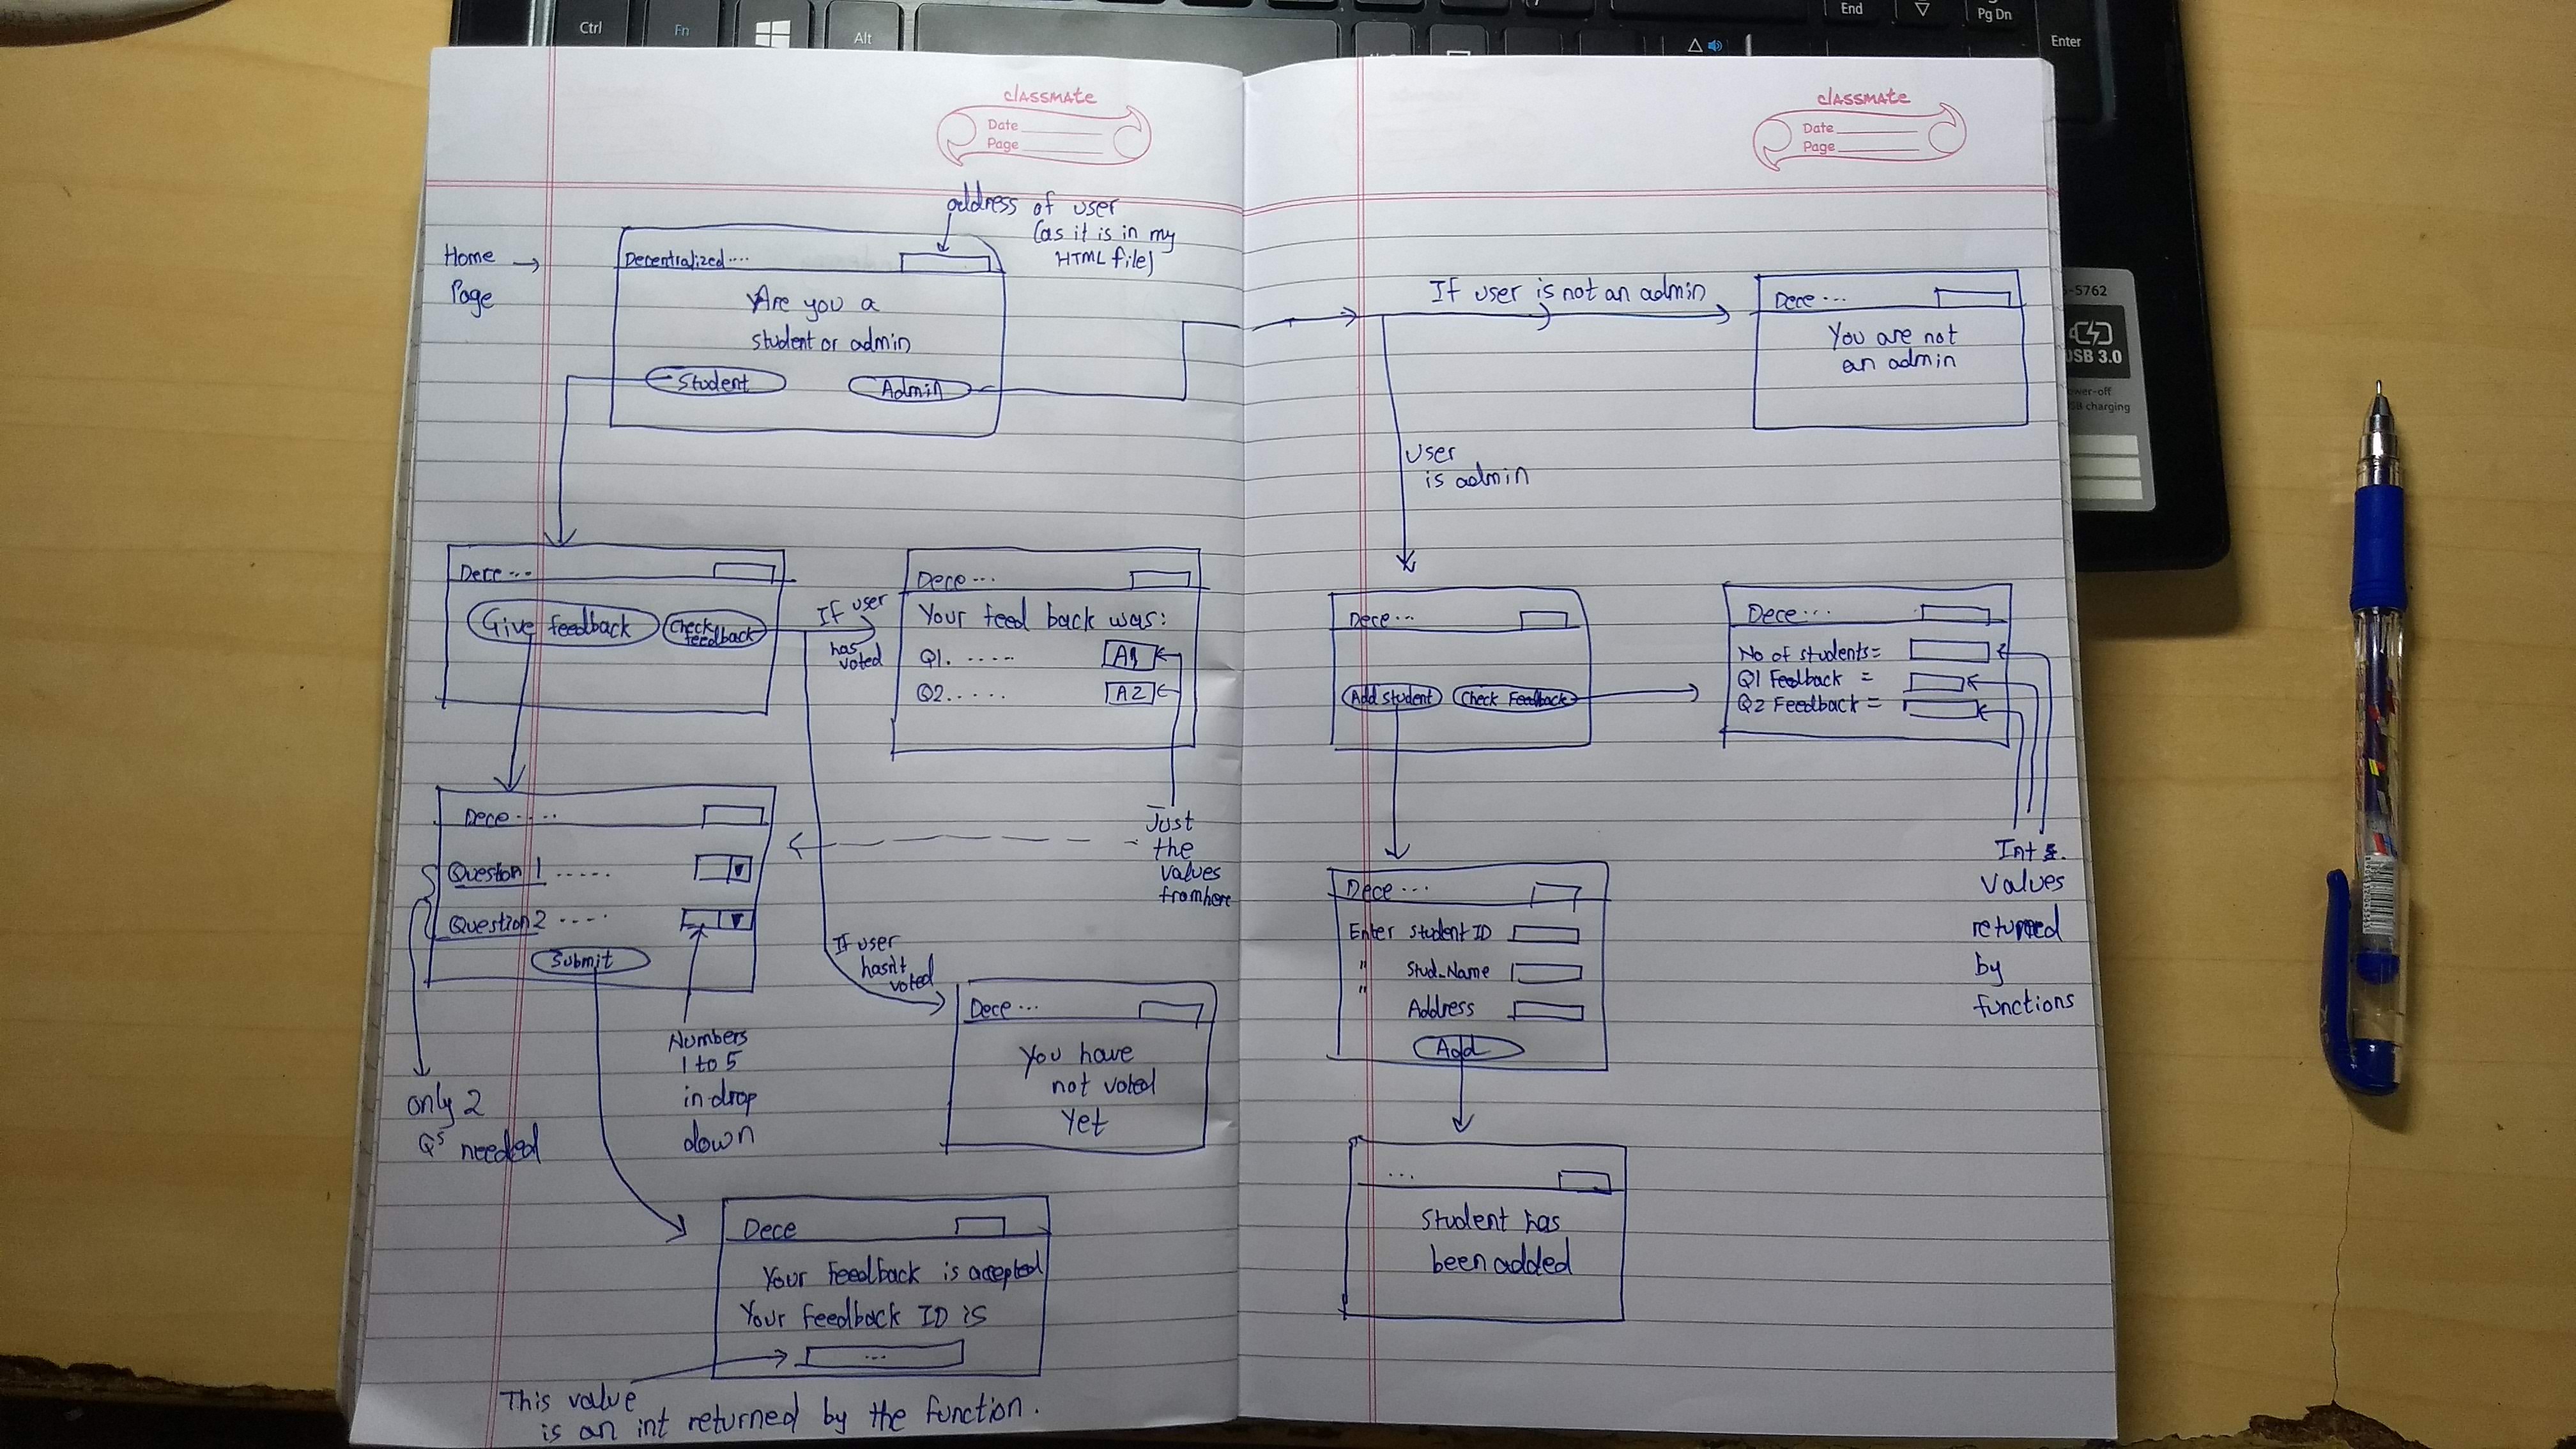 Ctrl
Fn
Alt
End
Pg Dn
Enter
classmate
Date
Page
address of user
(as it is in my
HTML file)
Home
Page
Decentralized....
Are you a
student or admin
Student
Admin
Dece...
Give feedback
Check
feedback
If user
has
voted
Dece...
Your feed back was:
Q1. .....
A1
Q2. ....
A2
Just
the
values
from here
Dece.....
Question 1 .....
Question 2 ....
Submit
only 2
Qs needed
Numbers
1 to 5
in drop
down
If user
hasn't
voted
Dece...
You have
not voted
Yet
Dece
Your Feedback is accepted
Your Feedback ID is
...
This value
is an int returned by the function.
classmate
Date
Page
If user is not an admin
Dece...
You are not
an admin
User
is admin
Dece...
Add Student
Check Feedback
Dece...
No of students=
Q1 Feedback =
Q2 Feedback =
Int
values
returned
by
functions
Dece...
Enter Student ID
" Stud_Name
" Address
Add
...
Student has
been added
-5762
USB 3.0
ower-off
SB charging